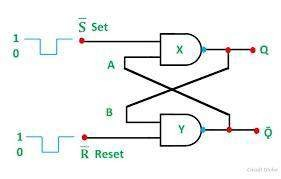 S̅ Set
1
0
X
Q
A
B
Y
Q̅
1
0
R̅ Reset
Circuit Globe